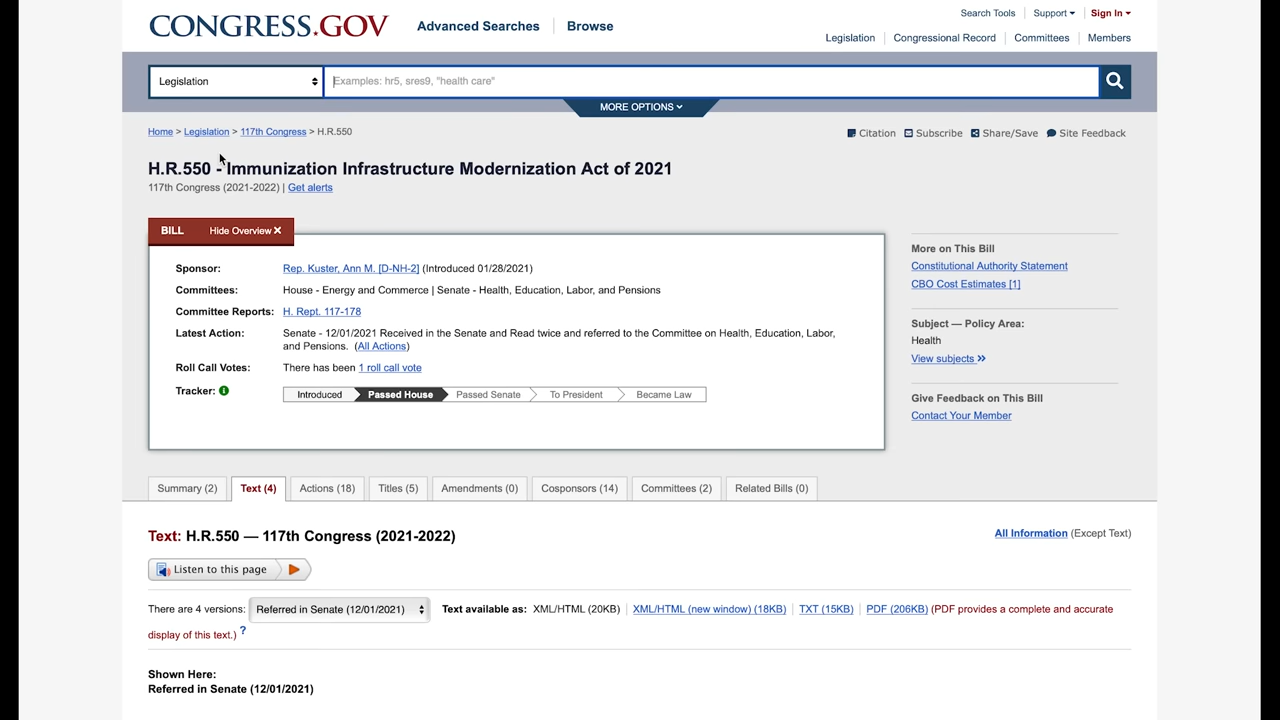 CONGRESS.GOV
Advanced Searches
Browse
Search Tools
Support
Sign In
Legislation
Congressional Record
Committees
Members
Legislation
Examples: hr5, sres9, "health care"
MORE OPTIONS
Home > Legislation > 117th Congress > H.R.550
Citation
Subscribe
Share/Save
Site Feedback
H.R.550 - Immunization Infrastructure Modernization Act of 2021
117th Congress (2021-2022) | Get alerts
BILL
Hide Overview
Sponsor: Rep. Kuster, Ann M. [D-NH-2] (Introduced 01/28/2021)
Committees: House - Energy and Commerce | Senate - Health, Education, Labor, and Pensions
Committee Reports: H. Rept. 117-178
Latest Action: Senate - 12/01/2021 Received in the Senate and Read twice and referred to the Committee on Health, Education, Labor,
and Pensions. (All Actions)
Roll Call Votes: There has been 1 roll call vote
Tracker: Introduced Passed House Passed Senate To President Became Law
More on This Bill
Constitutional Authority Statement
CBO Cost Estimates [1]
Subject — Policy Area:
Health
View subjects »
Give Feedback on This Bill
Contact Your Member
Summary (2)
Text (4)
Actions (18)
Titles (5)
Amendments (0)
Cosponsors (14)
Committees (2)
Related Bills (0)
Text: H.R.550 — 117th Congress (2021-2022)
All Information (Except Text)
Listen to this page
There are 4 versions: Referred in Senate (12/01/2021) Text available as: XML/HTML (20KB) | XML/HTML (new window) (18KB) | TXT (15KB) | PDF (206KB) (PDF provides a complete and accurate
display of this text.) ?
Shown Here:
Referred in Senate (12/01/2021)